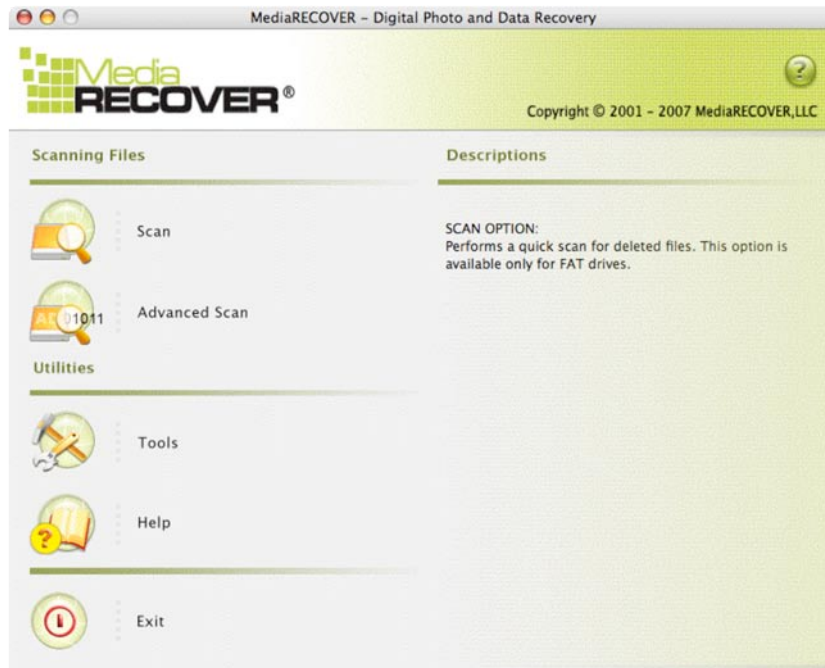 MediaRECOVER - Digital Photo and Data Recovery
Media
RECOVER®
?
Copyright © 2001 - 2007 MediaRECOVER,LLC
Scanning Files
Descriptions
Scan
SCAN OPTION:
Performs a quick scan for deleted files. This option is
available only for FAT drives.
Advanced Scan
01011
Utilities
Tools
Help
?
Exit